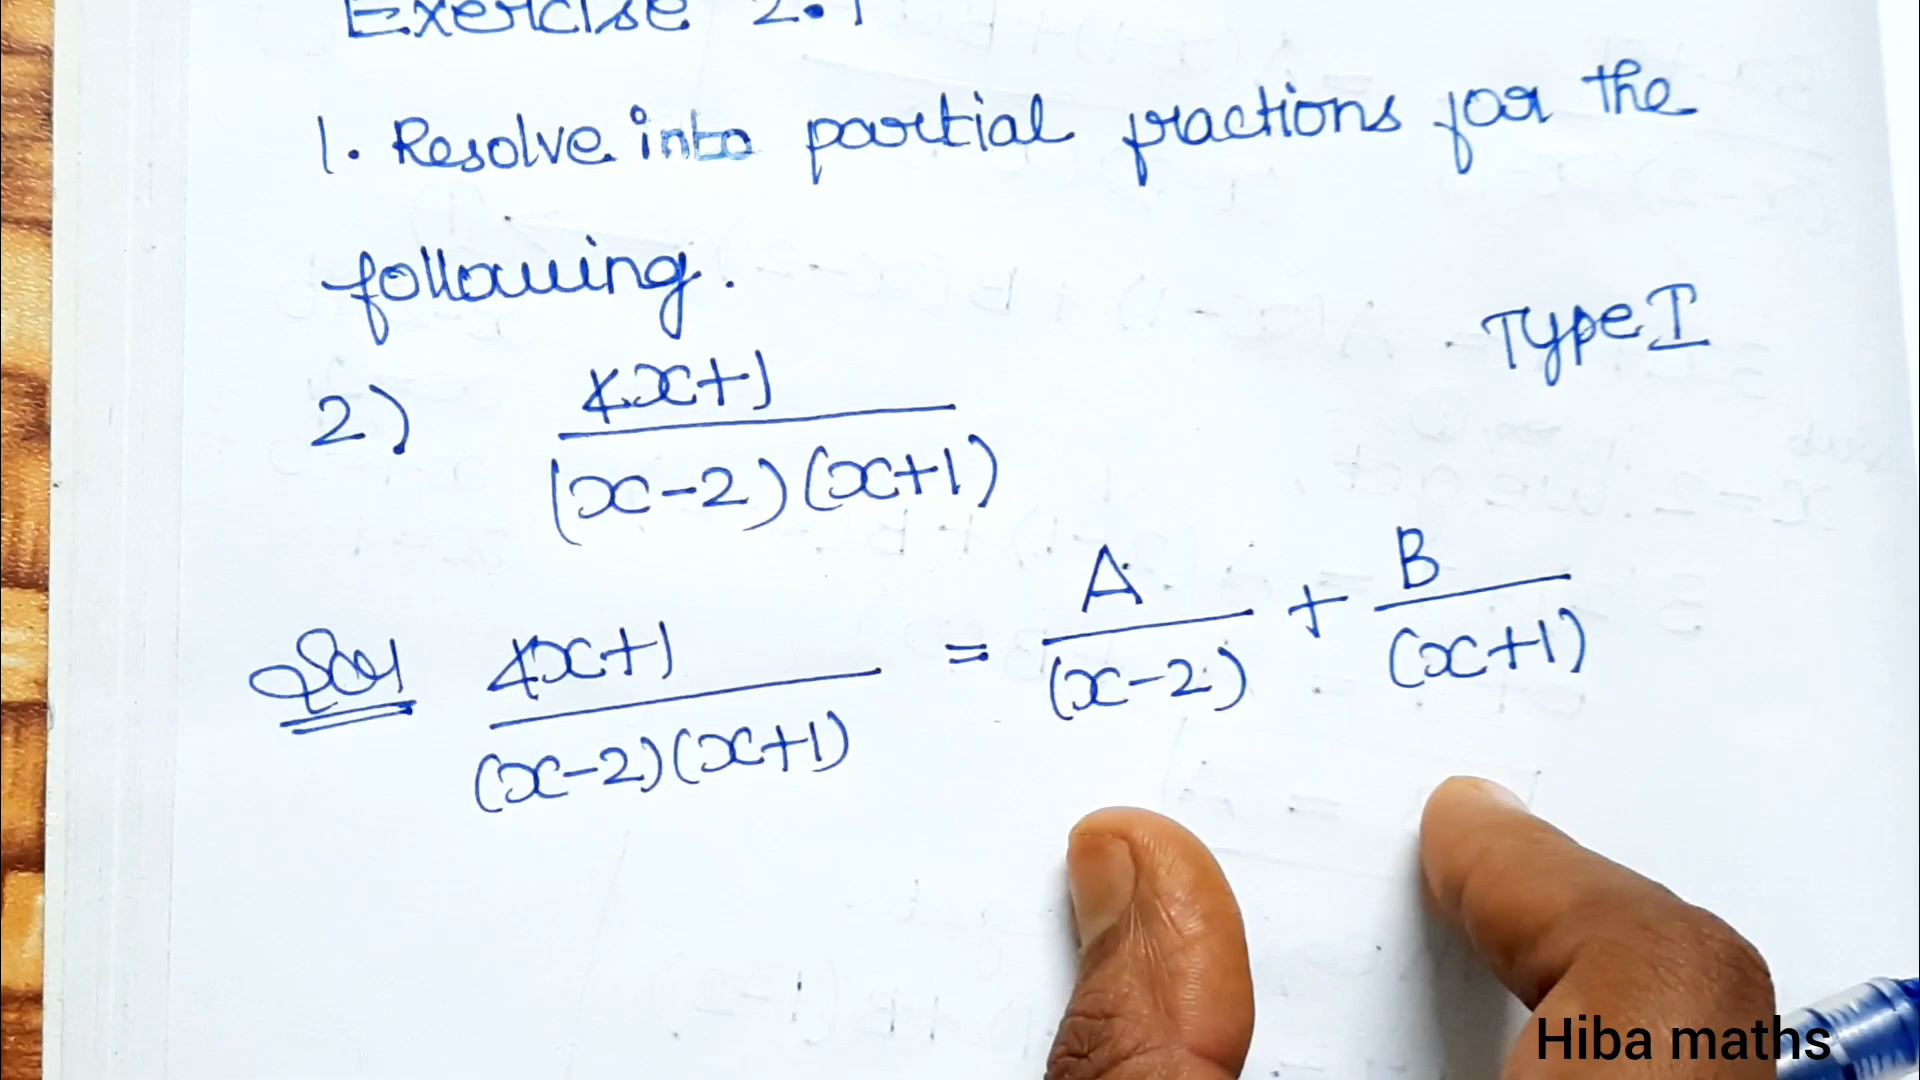 Exercise 2.1
1. Resolve into partial fractions for the
following.
Type I
2) 4x+1
(x-2)(x+1)
Sol 4x+1 = A + B
(x-2)(x+1) (x-2) (x+1)
Hiba maths